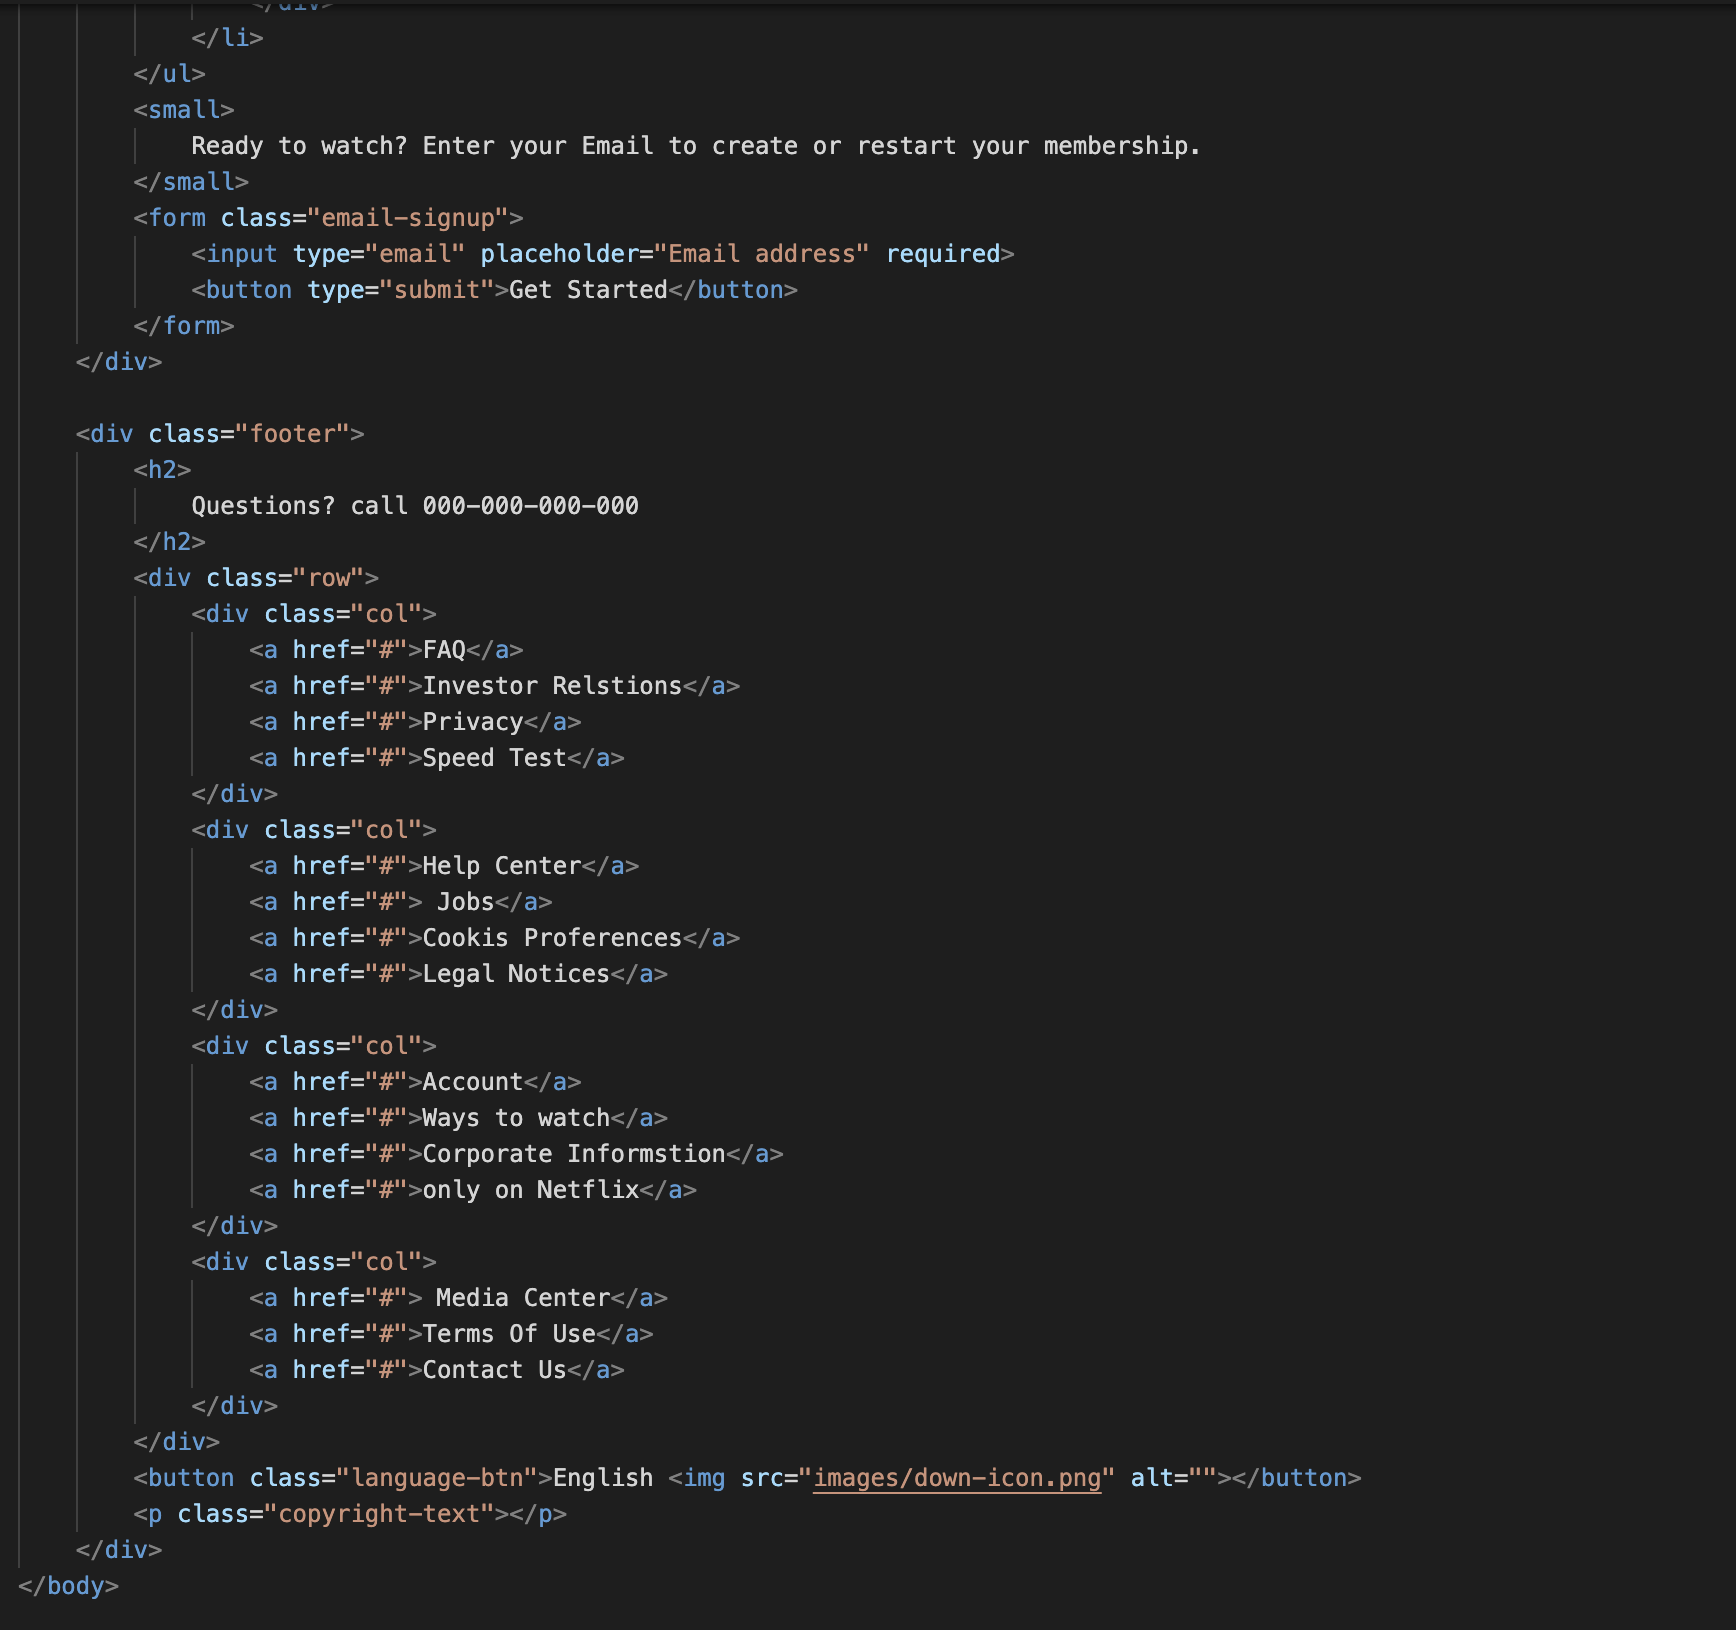 </div>
</li>
</ul>
<small>
Ready to watch? Enter your Email to create or restart your membership.
</small>
<form class="email-signup">
<input type="email" placeholder="Email address" required>
<button type="submit">Get Started</button>
</form>
</div>
<div class="footer">
<h2>
Questions? call 000-000-000-000
</h2>
<div class="row">
<div class="col">
<a href="#">FAQ</a>
<a href="#">Investor Relstions</a>
<a href="#">Privacy</a>
<a href="#">Speed Test</a>
</div>
<div class="col">
<a href="#">Help Center</a>
<a href="#"> Jobs</a>
<a href="#">Cookis Proferences</a>
<a href="#">Legal Notices</a>
</div>
<div class="col">
<a href="#">Account</a>
<a href="#">Ways to watch</a>
<a href="#">Corporate Informstion</a>
<a href="#">only on Netflix</a>
</div>
<div class="col">
<a href="#"> Media Center</a>
<a href="#">Terms Of Use</a>
<a href="#">Contact Us</a>
</div>
</div>
<button class="language-btn">English <img src="images/down-icon.png" alt=""></button>
<p class="copyright-text"></p>
</div>
</body>